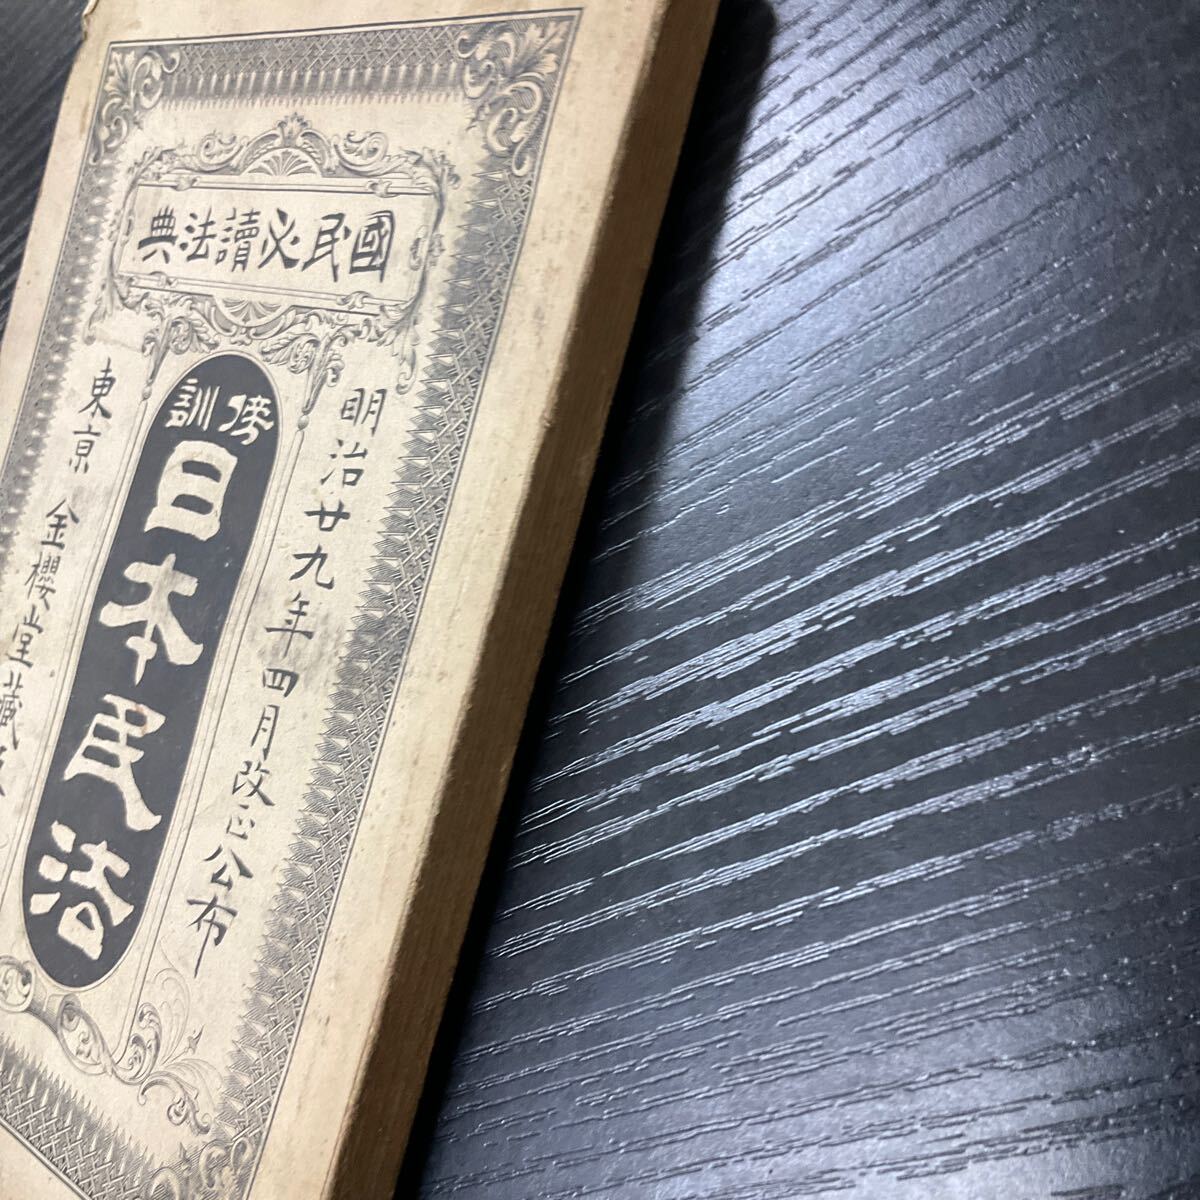 國民必讀法典
明治廿九年四月改正公布
傍訓
日本民法
東京 金櫻堂藏